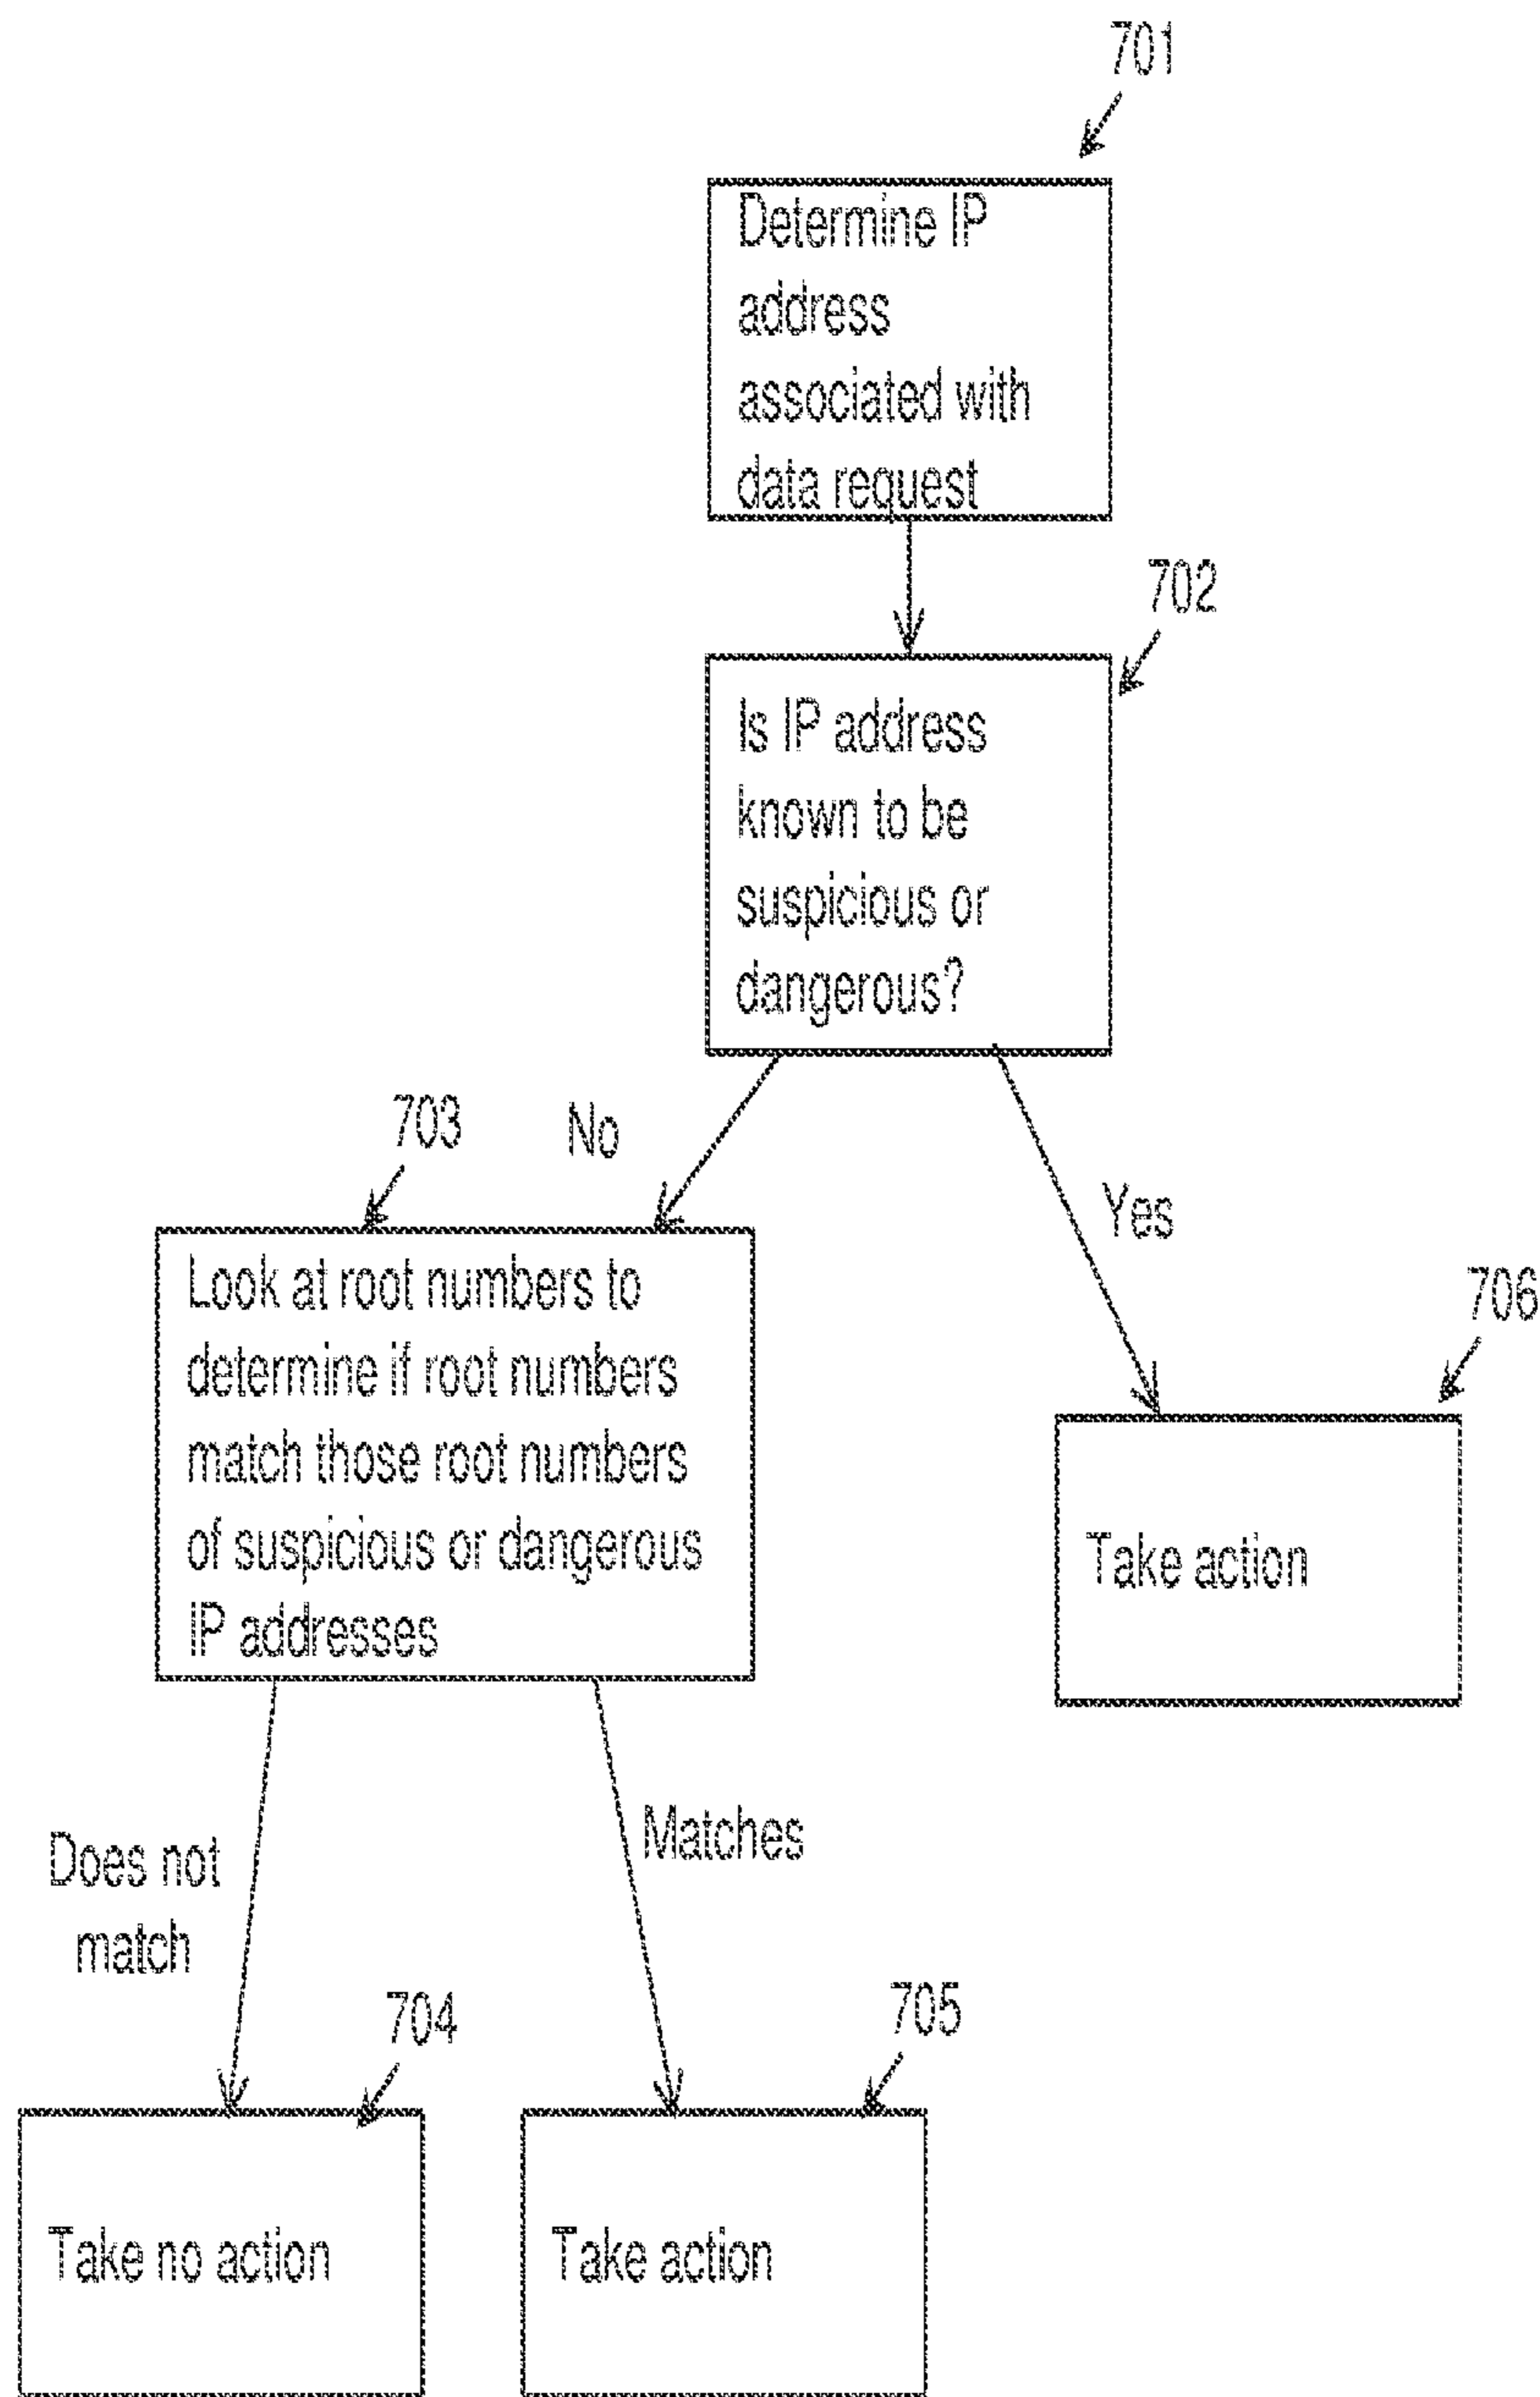 701
Determine IP
address
associated with
data request
702
Is IP address
known to be
suspicious or
dangerous?
703
No
Yes
Look at root numbers to
determine if root numbers
match those root numbers
of suspicious or dangerous
IP addresses
706
Take action
Does not
match
Matches
704
705
Take no action
Take action